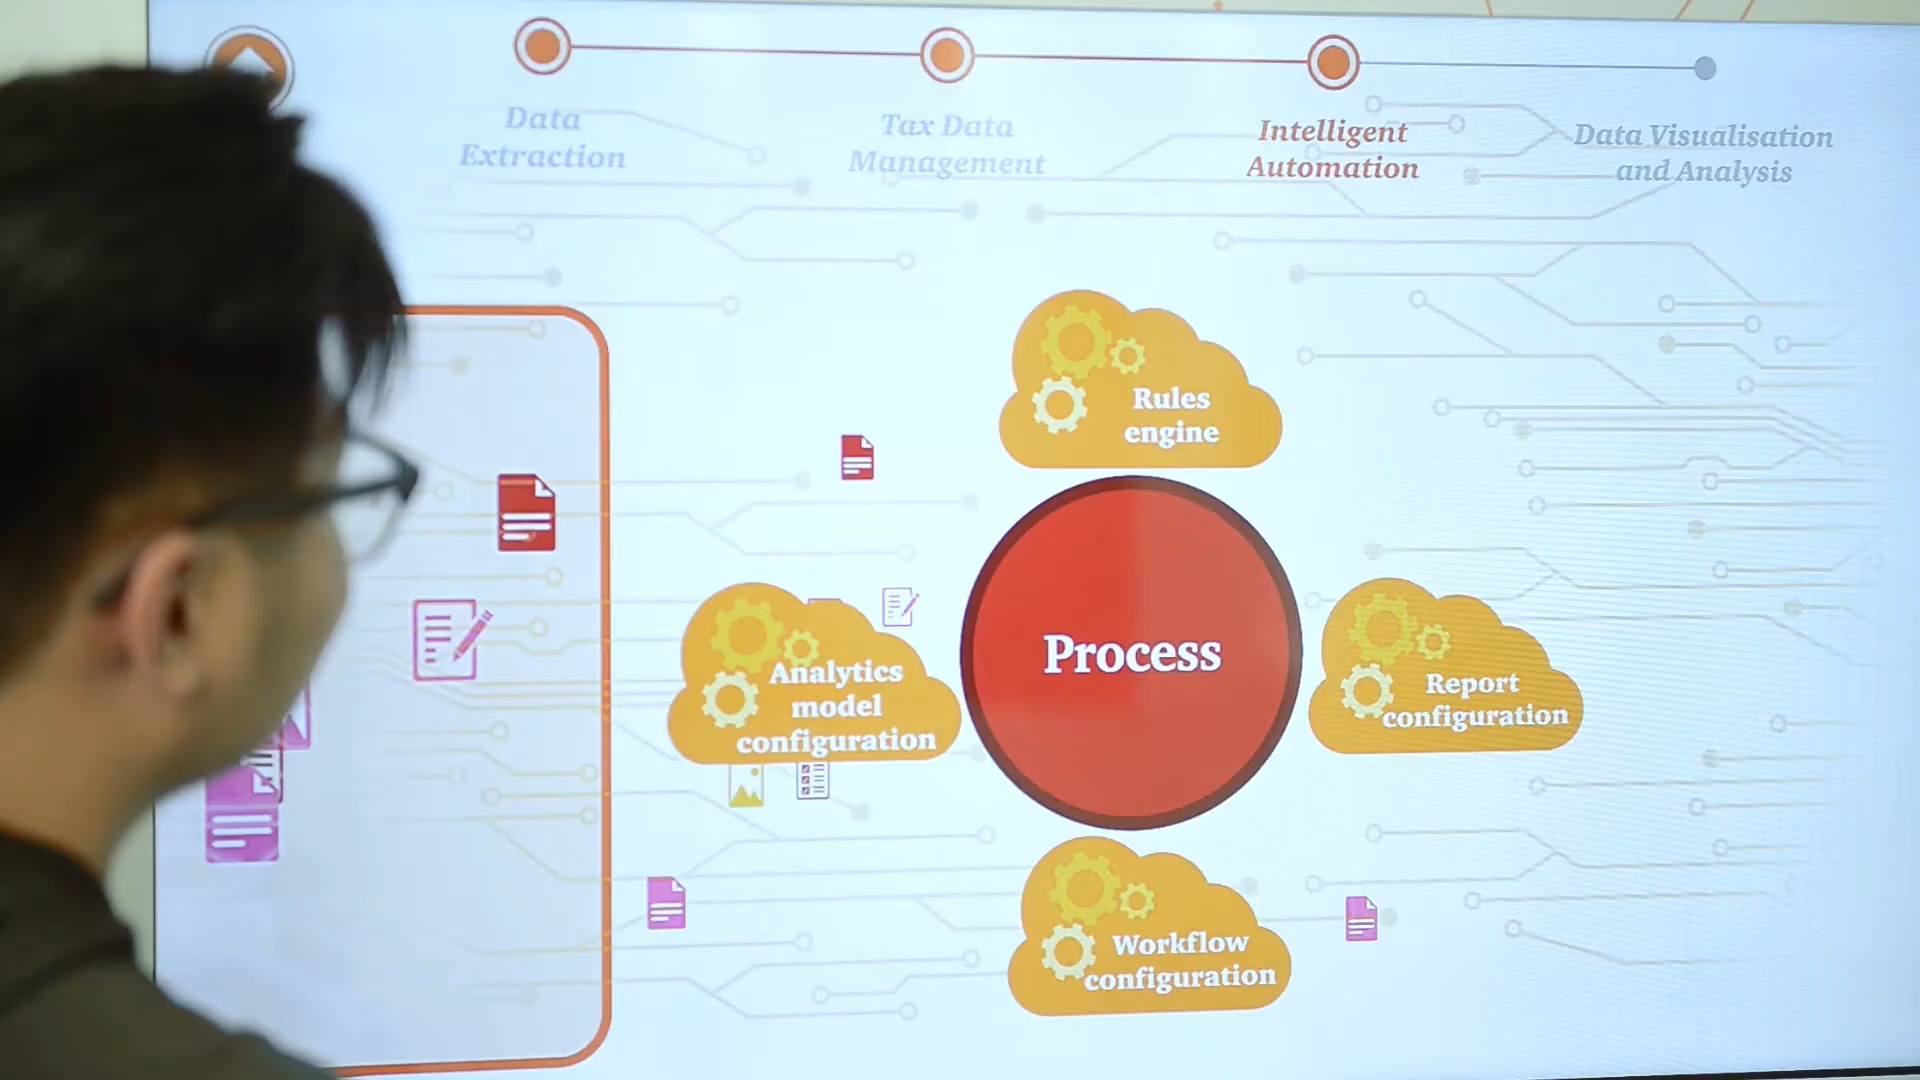 Data
Extraction
Tax Data
Management
Intelligent
Automation
Data Visualisation
and Analysis
Rules
engine
Process
Analytics
model
configuration
Report
configuration
Workflow
configuration